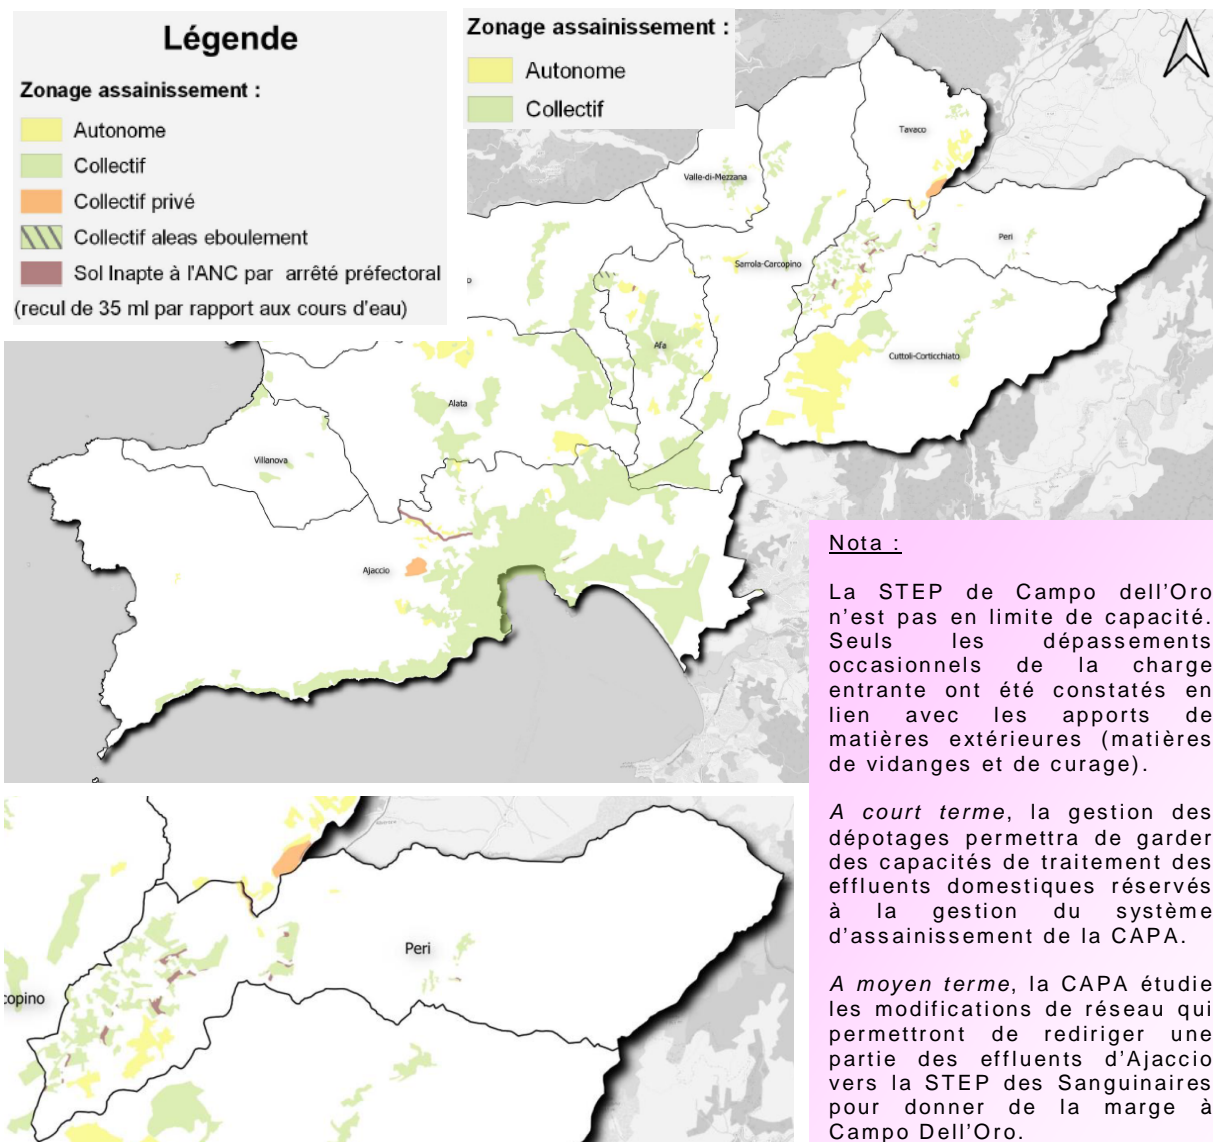 Légende
Zonage assainissement :
Autonome
Collectif
Collectif privé
Collectif aleas eboulement
Sol Inapte à l'ANC par arrêté préfectoral
(recul de 35 ml par rapport aux cours d'eau)
Zonage assainissement :
Autonome
Collectif
Tavaco
Valle-di-Mezzana
Peri
Sarrola-Carcopino
Afa
Cuttoli-Corticchiato
Alata
Villanova
Ajaccio
Nota :
La STEP de Campo dell'Oro
n'est pas en limite de capacité.
Seuls les dépassements
occasionnels de la charge
entrante ont été constatés en
lien avec les apports de
matières extérieures (matières
de vidanges et de curage).
A court terme, la gestion des
dépotages permettra de garder
des capacités de traitement des
effluents domestiques réservés
à la gestion du système
d'assainissement de la CAPA.
A moyen terme, la CAPA étudie
les modifications de réseau qui
permettront de rediriger une
partie des effluents d'Ajaccio
vers la STEP des Sanguinaires
pour donner de la marge à
Campo Dell'Oro.
Peri
copino